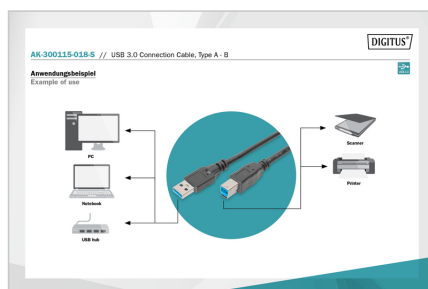 DIGITUS®
AK-300115-018-S // USB 3.0 Connection Cable, Type A - B
Anwendungsbeispiel
Example of use
PC
Notebook
USB hub
Scanner
Printer